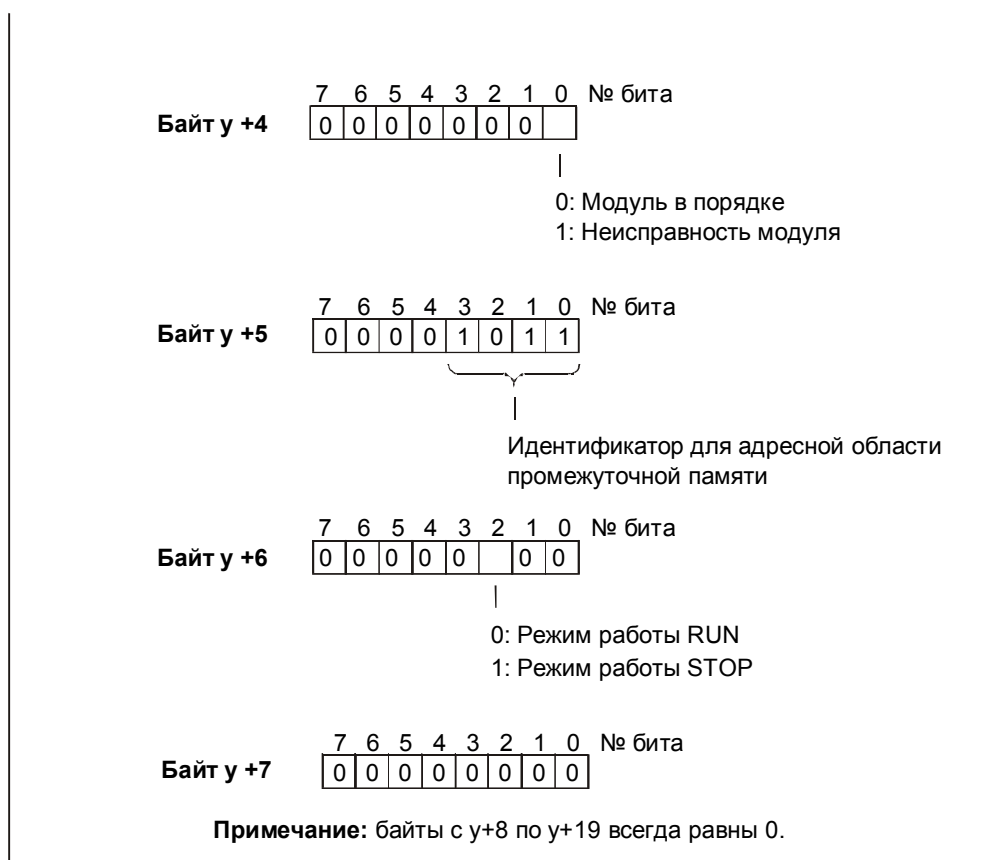 7 6 5 4 3 2 1 0 № бита
Байт y +4 0 0 0 0 0 0 0
0: Модуль в порядке
1: Неисправность модуля
7 6 5 4 3 2 1 0 № бита
Байт y +5 0 0 0 0 1 0 1 1
Идентификатор для адресной области
промежуточной памяти
7 6 5 4 3 2 1 0 № бита
Байт y +6 0 0 0 0 0 0 0
0: Режим работы RUN
1: Режим работы STOP
7 6 5 4 3 2 1 0 № бита
Байт y +7 0 0 0 0 0 0 0 0
Примечание: байты с y+8 по y+19 всегда равны 0.